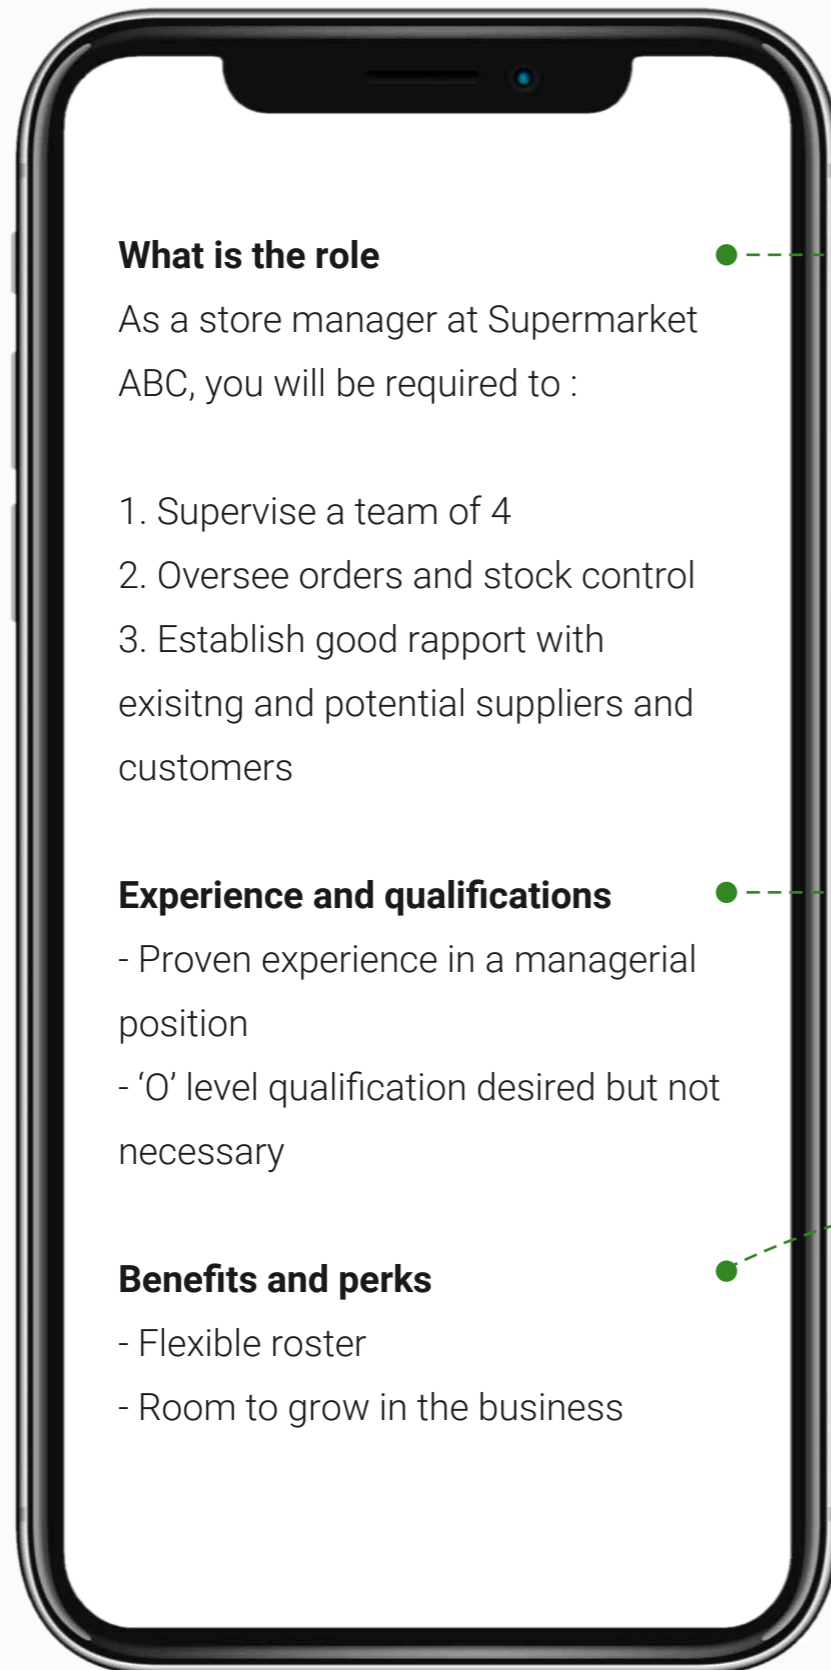 What is the role
As a store manager at Supermarket
ABC, you will be required to :
1. Supervise a team of 4
2. Oversee orders and stock control
3. Establish good rapport with
exisitng and potential suppliers and
customers
Experience and qualifications
- Proven experience in a managerial
position
- ‘O’ level qualification desired but not
necessary
Benefits and perks
- Flexible roster
- Room to grow in the business